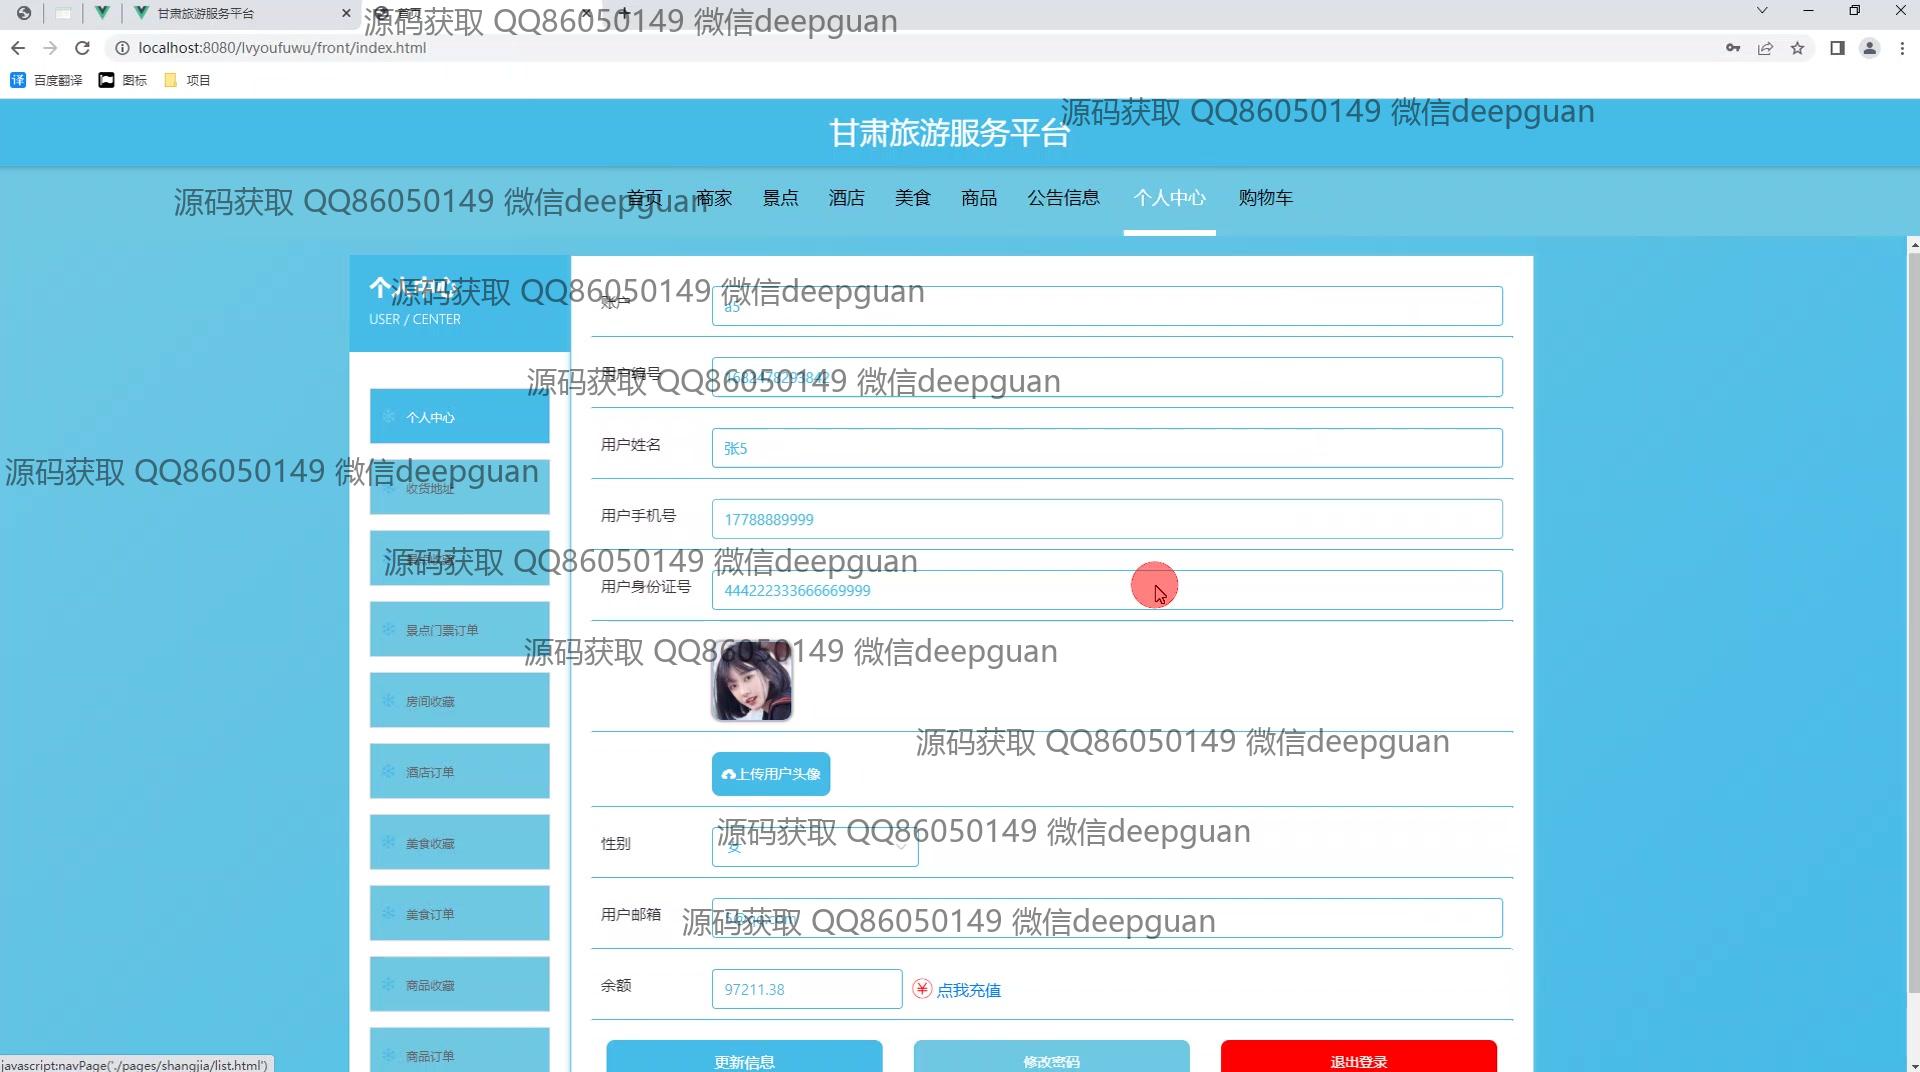 甘肃旅游服务平台
首页
源码获取 QQ86050149 微信deepguan
localhost:8080/lvyoufuwu/front/index.html
百度翻译 图标 项目
源码获取 QQ86050149 微信deepguan
甘肃旅游服务平台
源码获取 QQ86050149 微信deepguan
首页 商家 景点 酒店 美食 商品 公告信息 个人中心 购物车
个人中心
源码获取 QQ86050149 微信deepguan
USER / CENTER
账户 a5
用户编号 1682478293842
源码获取 QQ86050149 微信deepguan
个人中心
用户姓名 张5
源码获取 QQ86050149 微信deepguan
收货地址
用户手机号 17788889999
源码获取 QQ86050149 微信deepguan
用户身份证号 444222333666669999
景点门票订单
源码获取 QQ86050149 微信deepguan
房间收藏
源码获取 QQ86050149 微信deepguan
酒店订单
上传用户头像
源码获取 QQ86050149 微信deepguan
美食收藏
性别 女
美食订单
用户邮箱
源码获取 QQ86050149 微信deepguan
商品收藏
余额 97211.38 ¥ 点我充值
商品订单
更新信息 修改密码 退出登录
javascript:navPage('./pages/shangjia/list.html')